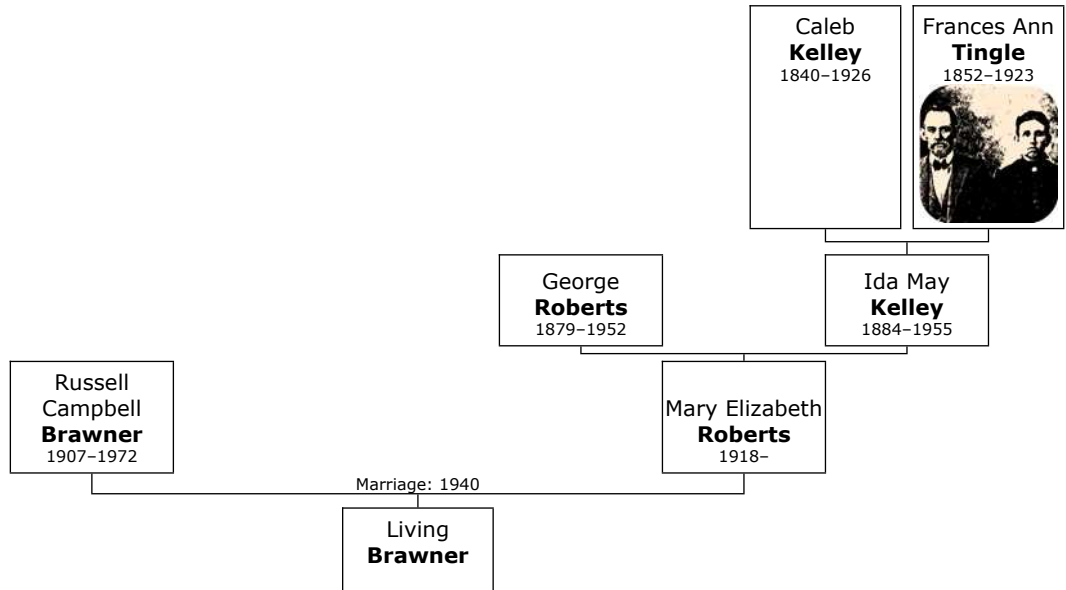 Caleb
Kelley
1840–1926
Frances Ann
Tingle
1852–1923
George
Roberts
1879–1952
Ida May
Kelley
1884–1955
Russell
Campbell
Brawner
1907–1972
Mary Elizabeth
Roberts
1918–
Marriage: 1940
Living
Brawner